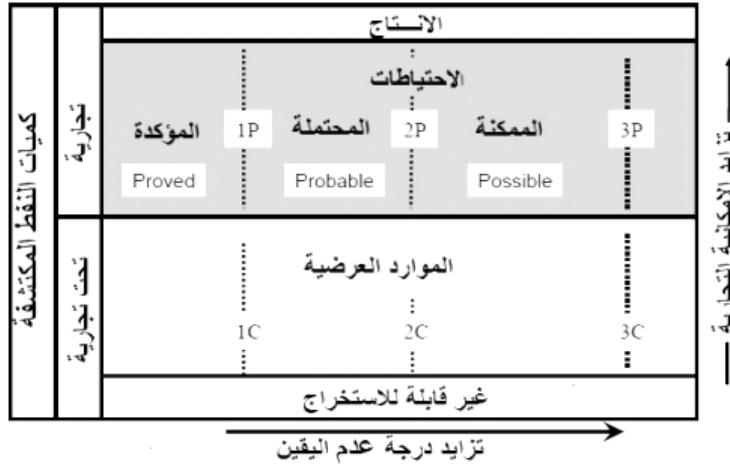 الانـــتاج
الاحتياطات
المؤكدة
1P
المحتملة
2P
الممكنة
3P
Proved
Probable
Possible
تجارية
كميات النفط المكتشفة
تزايد الامكانية التجارية
الموارد العرضية
تحت تجارية
1C
2C
3C
غير قابلة للاستخراج
تزايد درجة عدم اليقين